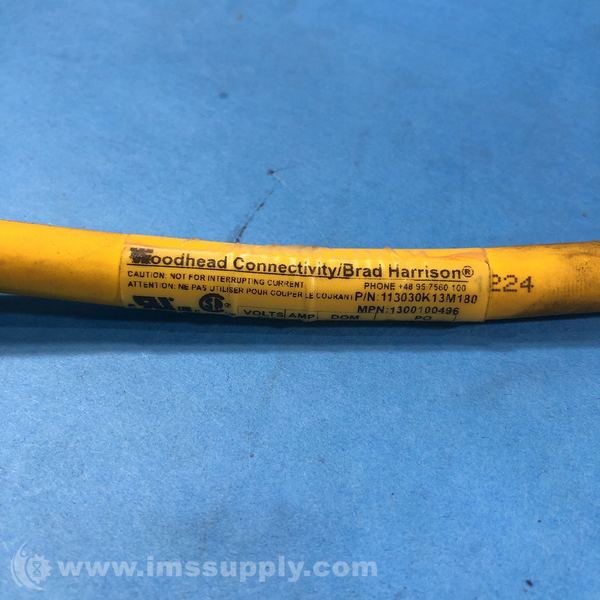 Woodhead Connectivity/Brad Harrison®
CAUTION: NOT FOR INTERRUPTING CURRENT
PHONE +48 95 7560 100
ATTENTION: NE PAS UTILISER POUR COUPER LE COURANT
P/N: 113030K13M180
MPN:1300100496
VOLTS AMP DOM PO
224
www.imssupply.com